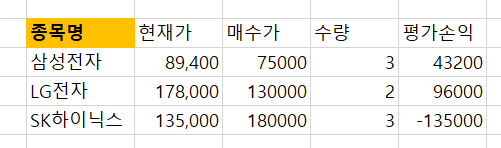 종목명 현재가 매수가 수량 평가손익
삼성전자 89,400 75000 3 43200
LG전자 178,000 130000 2 96000
SK하이닉스 135,000 180000 3 -135000